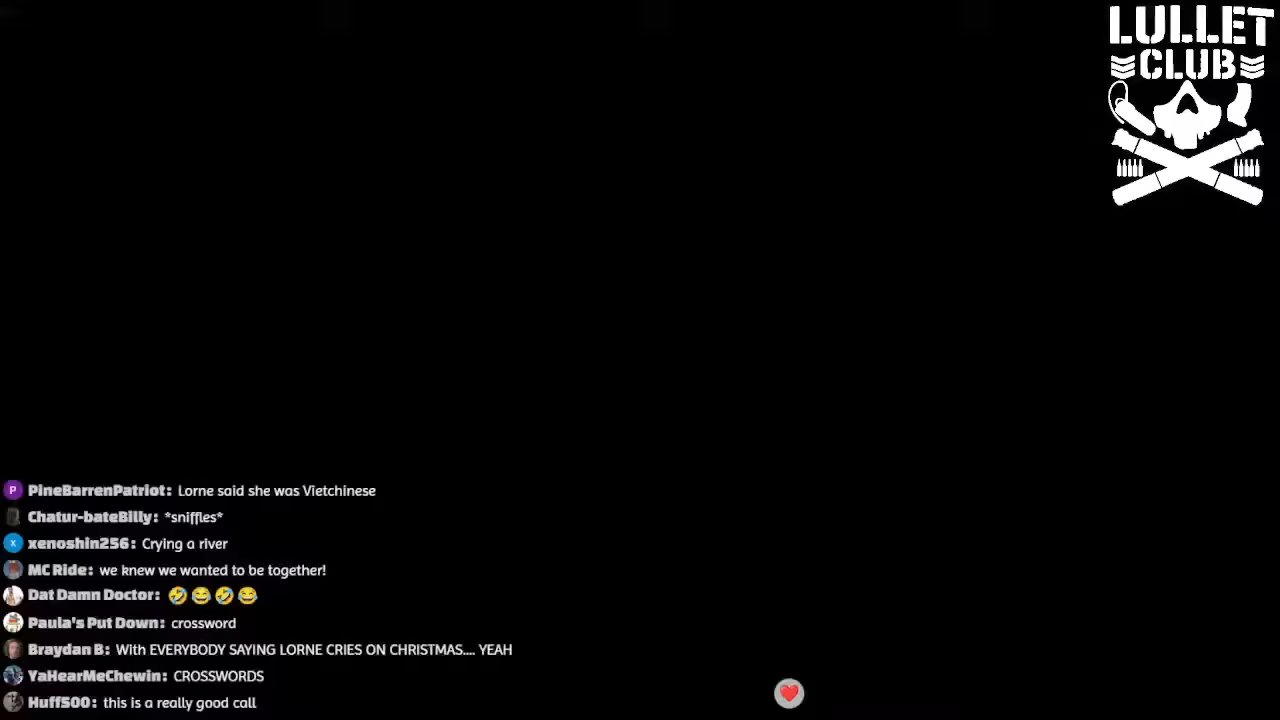 LULLET
CLUB
PineBarrenPatriot: Lorne said she was Vietchinese
Chatur-bateBilly: *sniffles*
xenoshin256: Crying a river
MC Ride: we knew we wanted to be together!
Dat Damn Doctor: 🤣😂🤣😂
Paula's Put Down: crossword
Braydan B: With EVERYBODY SAYING LORNE CRIES ON CHRISTMAS.... YEAH
YaHearMeChewin: CROSSWORDS
Huff500: this is a really good call